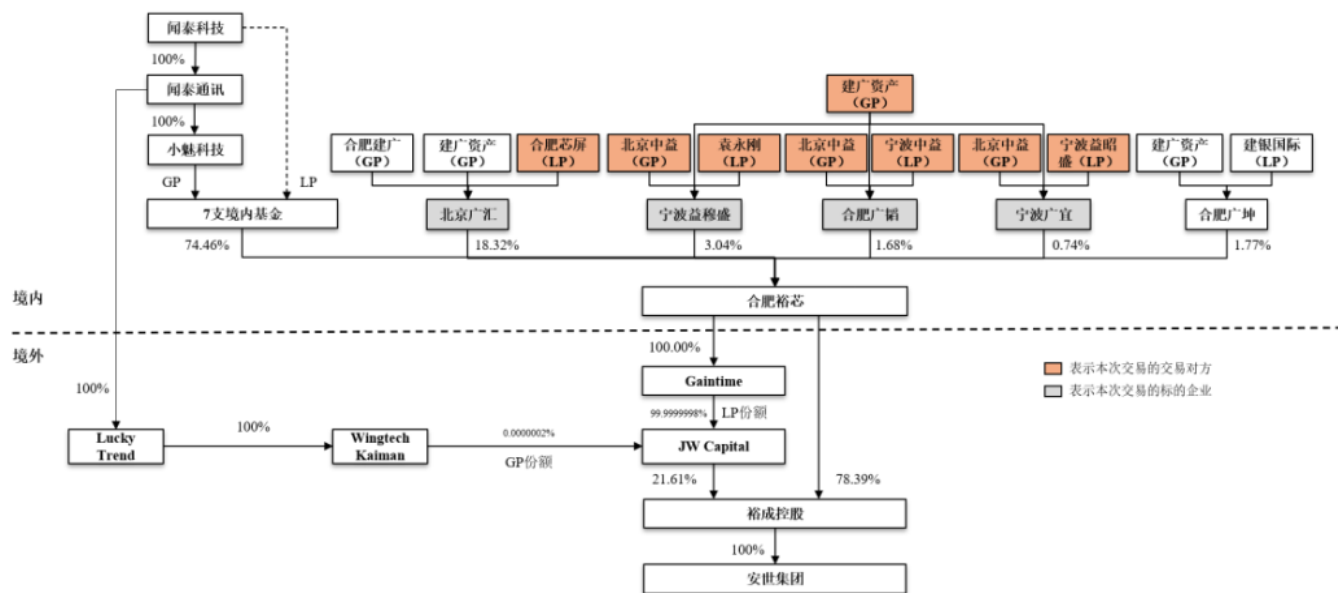 闻泰科技
100%
闻泰通讯
100%
小魅科技
GP
LP
7支境内基金
建广资产
(GP)
合肥建广
(GP)
建广资产
(GP)
合肥芯屏
(LP)
北京中益
(GP)
袁永刚
(LP)
北京中益
(GP)
宁波中益
(LP)
北京中益
(GP)
宁波益昭
盛(LP)
建广资产
(GP)
建银国际
(LP)
北京广汇
宁波益穆盛
合肥广韬
宁波广宜
合肥广坤
74.46%
18.32%
3.04%
1.68%
0.74%
1.77%
境内
合肥裕芯
境外
100.00%
Gaintime
表示本次交易的交易对方
表示本次交易的标的企业
100%
99.9999998%
LP份额
Lucky
Trend
100%
Wingtech
Kaiman
0.0000002%
GP份额
JW Capital
21.61%
78.39%
裕成控股
100%
安世集团